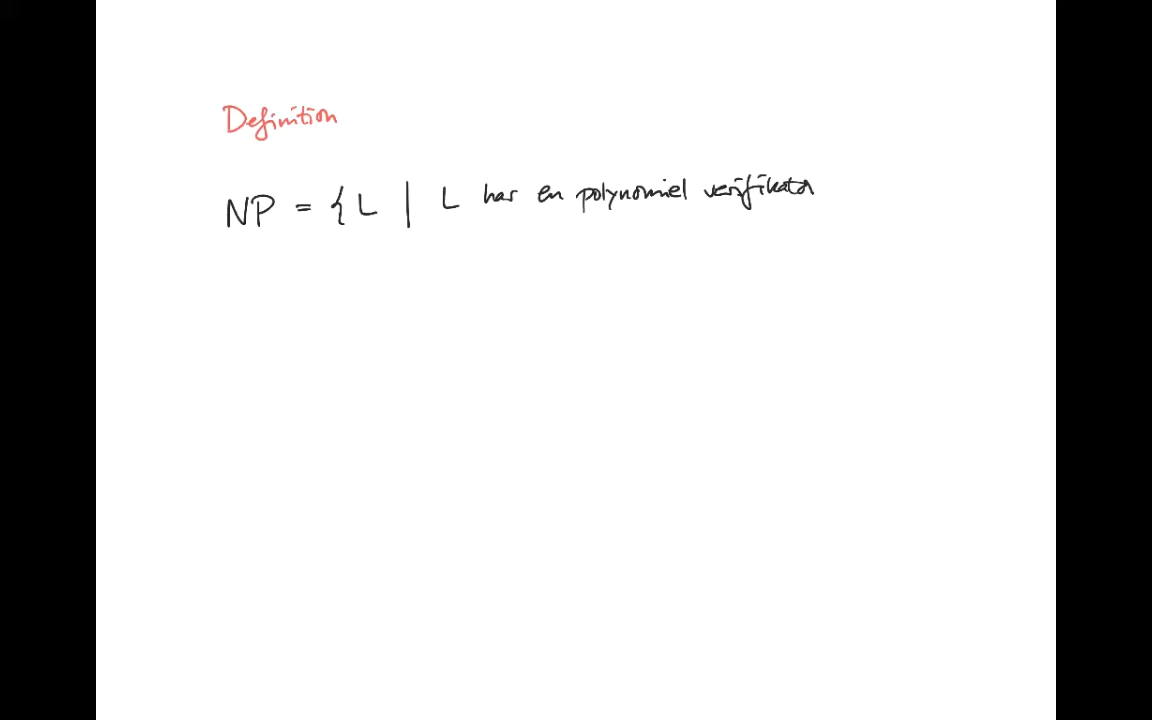 Definition
NP = { L | L har en polynomiel verifikator